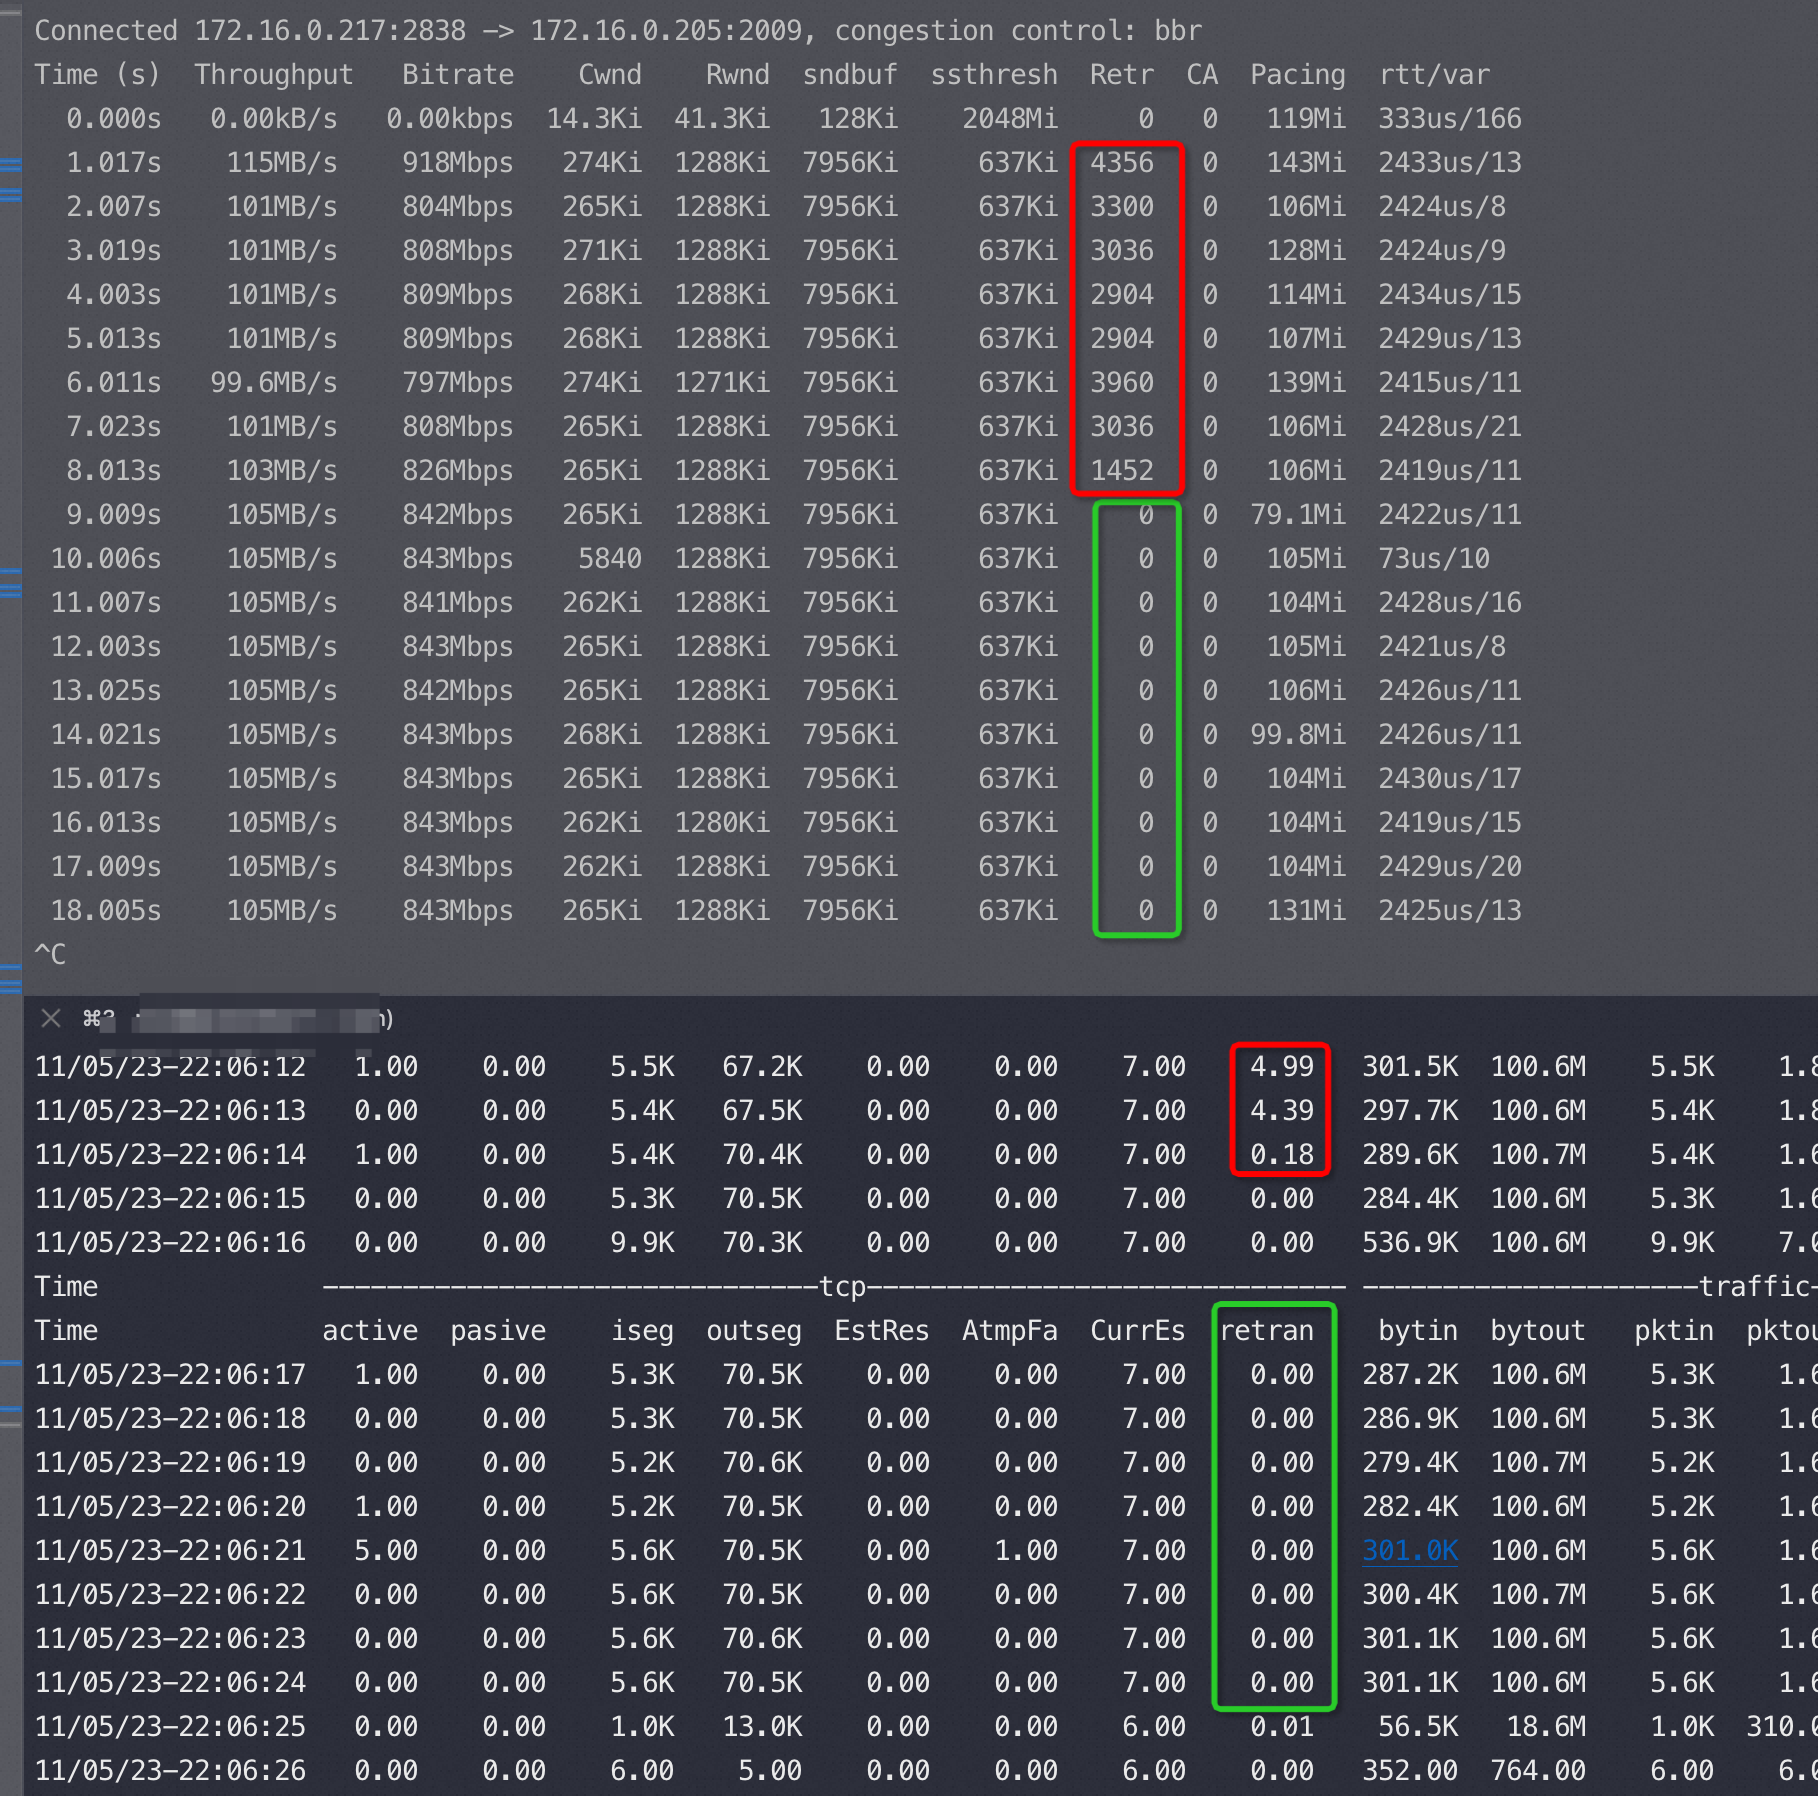 Connected 172.16.0.217:2838 -> 172.16.0.205:2009, congestion control: bbr
Time (s)  Throughput   Bitrate    Cwnd    Rwnd  sndbuf  ssthresh  Retr  CA  Pacing  rtt/var
0.000s   0.00kB/s   0.00kbps  14.3Ki  41.3Ki   128Ki    2048Mi     0   0   119Mi  333us/166
1.017s    115MB/s    918Mbps   274Ki  1288Ki  7956Ki     637Ki  4356   0   143Mi  2433us/13
2.007s    101MB/s    804Mbps   265Ki  1288Ki  7956Ki     637Ki  3300   0   106Mi  2424us/8
3.019s    101MB/s    808Mbps   271Ki  1288Ki  7956Ki     637Ki  3036   0   128Mi  2424us/9
4.003s    101MB/s    809Mbps   268Ki  1288Ki  7956Ki     637Ki  2904   0   114Mi  2434us/15
5.013s    101MB/s    809Mbps   268Ki  1288Ki  7956Ki     637Ki  2904   0   107Mi  2429us/13
6.011s   99.6MB/s    797Mbps   274Ki  1271Ki  7956Ki     637Ki  3960   0   139Mi  2415us/11
7.023s    101MB/s    808Mbps   265Ki  1288Ki  7956Ki     637Ki  3036   0   106Mi  2428us/21
8.013s    103MB/s    826Mbps   265Ki  1288Ki  7956Ki     637Ki  1452   0   106Mi  2419us/11
9.009s    105MB/s    842Mbps   265Ki  1288Ki  7956Ki     637Ki     0   0  79.1Mi  2422us/11
10.006s    105MB/s    843Mbps    5840  1288Ki  7956Ki     637Ki     0   0   105Mi  73us/10
11.007s    105MB/s    841Mbps   262Ki  1288Ki  7956Ki     637Ki     0   0   104Mi  2428us/16
12.003s    105MB/s    843Mbps   265Ki  1288Ki  7956Ki     637Ki     0   0   105Mi  2421us/8
13.025s    105MB/s    842Mbps   265Ki  1288Ki  7956Ki     637Ki     0   0   106Mi  2426us/11
14.021s    105MB/s    843Mbps   268Ki  1288Ki  7956Ki     637Ki     0   0  99.8Mi  2426us/11
15.017s    105MB/s    843Mbps   265Ki  1288Ki  7956Ki     637Ki     0   0   104Mi  2430us/17
16.013s    105MB/s    843Mbps   262Ki  1280Ki  7956Ki     637Ki     0   0   104Mi  2419us/15
17.009s    105MB/s    843Mbps   262Ki  1288Ki  7956Ki     637Ki     0   0   104Mi  2429us/20
18.005s    105MB/s    843Mbps   265Ki  1288Ki  7956Ki     637Ki     0   0   131Mi  2425us/13
^C
11/05/23-22:06:12   1.00    0.00    5.5K   67.2K    0.00    0.00    7.00    4.99   301.5K  100.6M    5.5K    1.8
11/05/23-22:06:13   0.00    0.00    5.4K   67.5K    0.00    0.00    7.00    4.39   297.7K  100.6M    5.4K    1.8
11/05/23-22:06:14   1.00    0.00    5.4K   70.4K    0.00    0.00    7.00    0.18   289.6K  100.7M    5.4K    1.6
11/05/23-22:06:15   0.00    0.00    5.3K   70.5K    0.00    0.00    7.00    0.00   284.4K  100.6M    5.3K    1.6
11/05/23-22:06:16   0.00    0.00    9.9K   70.3K    0.00    0.00    7.00    0.00   536.9K  100.6M    9.9K    7.0
Time              -------------------------------tcp------------------------------ ---------------------traffic-
Time              active  pasive    iseg  outseg  EstRes  AtmpFa  CurrEs  retran    bytin  bytout   pktin  pktou
11/05/23-22:06:17   1.00    0.00    5.3K   70.5K    0.00    0.00    7.00    0.00   287.2K  100.6M    5.3K    1.6
11/05/23-22:06:18   0.00    0.00    5.3K   70.5K    0.00    0.00    7.00    0.00   286.9K  100.6M    5.3K    1.6
11/05/23-22:06:19   0.00    0.00    5.2K   70.6K    0.00    0.00    7.00    0.00   279.4K  100.7M    5.2K    1.6
11/05/23-22:06:20   1.00    0.00    5.2K   70.5K    0.00    0.00    7.00    0.00   282.4K  100.6M    5.2K    1.6
11/05/23-22:06:21   5.00    0.00    5.6K   70.5K    0.00    1.00    7.00    0.00   301.0K  100.6M    5.6K    1.6
11/05/23-22:06:22   0.00    0.00    5.6K   70.5K    0.00    0.00    7.00    0.00   300.4K  100.7M    5.6K    1.6
11/05/23-22:06:23   0.00    0.00    5.6K   70.6K    0.00    0.00    7.00    0.00   301.1K  100.6M    5.6K    1.6
11/05/23-22:06:24   0.00    0.00    5.6K   70.5K    0.00    0.00    7.00    0.00   301.1K  100.6M    5.6K    1.6
11/05/23-22:06:25   0.00    0.00    1.0K   13.0K    0.00    0.00    6.00    0.01    56.5K   18.6M    1.0K  310.0
11/05/23-22:06:26   0.00    0.00    6.00    5.00    0.00    0.00    6.00    0.00   352.00  764.00    6.00    6.0